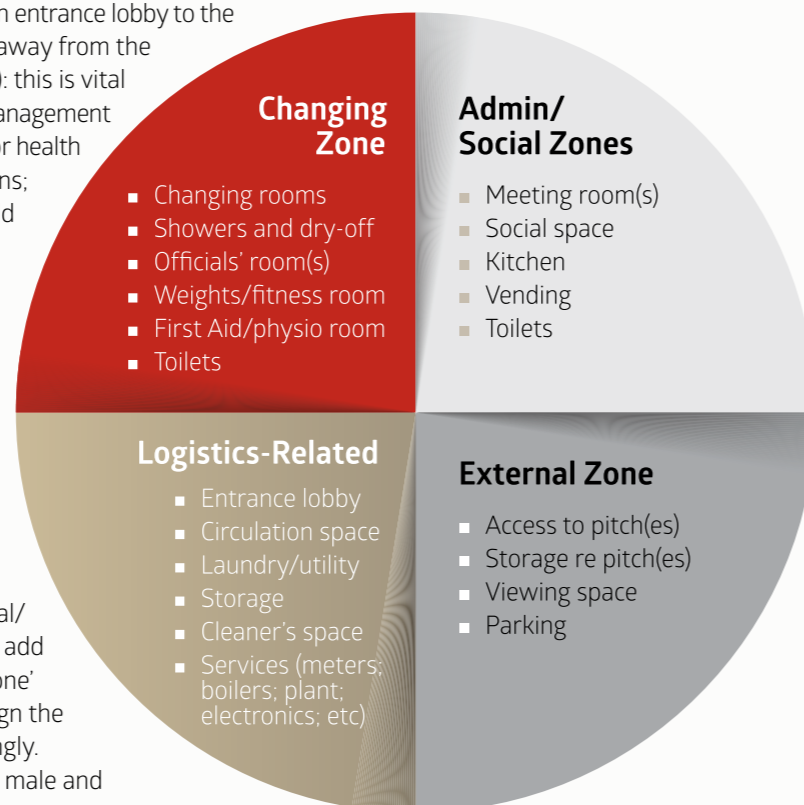 n entrance lobby to the
away from the
): this is vital
anagement
r health
ns;
d
al/
add
one’
gn the
ngly.
male and
Changing
Zone
▪ Changing rooms
▪ Showers and dry-off
▪ Officials’ room(s)
▪ Weights/fitness room
▪ First Aid/physio room
▪ Toilets
Admin/
Social Zones
▪ Meeting room(s)
▪ Social space
▪ Kitchen
▪ Vending
▪ Toilets
Logistics-Related
▪ Entrance lobby
▪ Circulation space
▪ Laundry/utility
▪ Storage
▪ Cleaner’s space
▪ Services (meters;
boilers; plant;
electronics; etc)
External Zone
▪ Access to pitch(es)
▪ Storage re pitch(es)
▪ Viewing space
▪ Parking